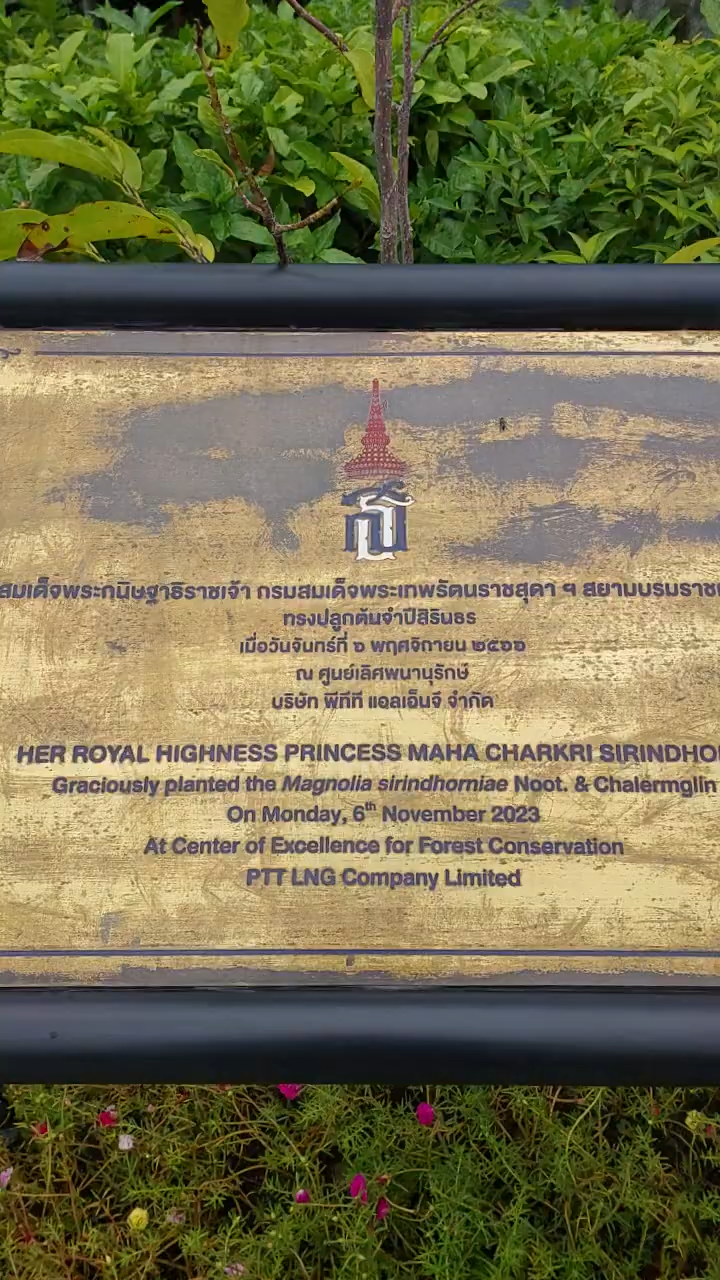 สธ
สมเด็จพระกนิษฐาธิราชเจ้า กรมสมเด็จพระเทพรัตนราชสุดา ฯ สยามบรมราช
ทรงปลูกต้นจำปีสิรินธร
เมื่อวันจันทร์ที่ ๖ พฤศจิกายน ๒๕๖๖
ณ ศูนย์เลิศพนานุรักษ์
บริษัท พีทีที แอลเอ็นจี จำกัด
HER ROYAL HIGHNESS PRINCESS MAHA CHARKRI SIRINDHO
Graciously planted the Magnolia sirindhorniae Noot. & Chalermglin
On Monday, 6th November 2023
At Center of Excellence for Forest Conservation
PTT LNG Company Limited